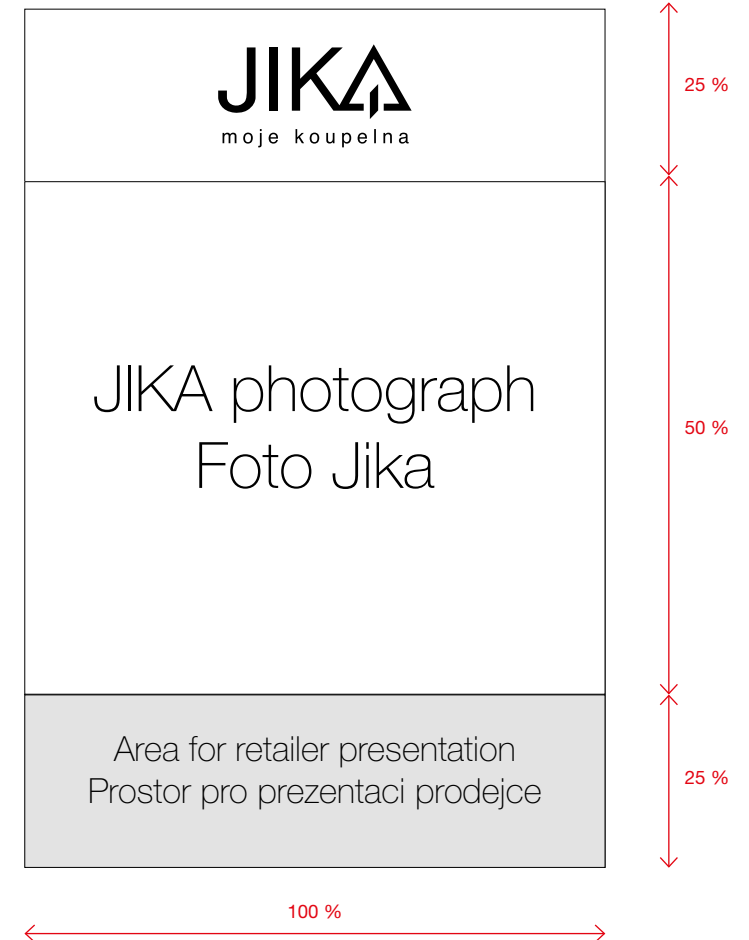 JIKA
25 %
moje koupelna
JIKA photograph
Foto Jika
50 %
Area for retailer presentation
Prostor pro prezentaci prodejce
25 %
100 %